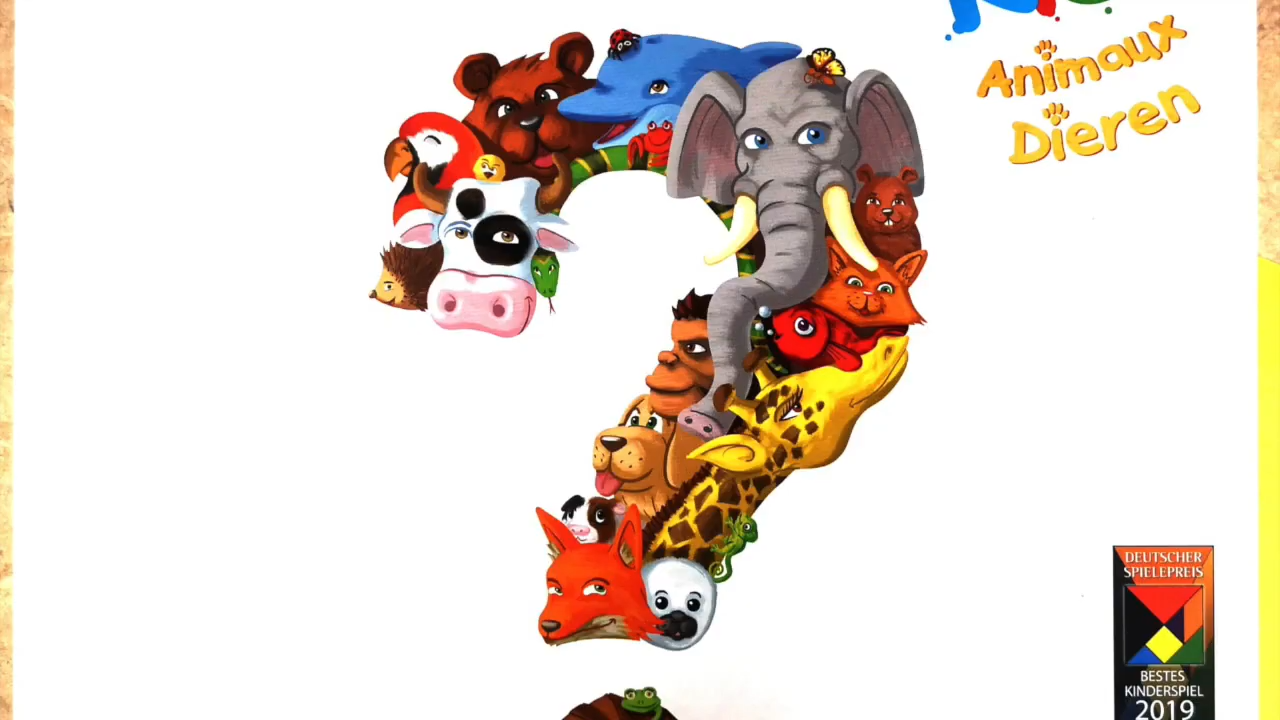 Animaux
Dieren
DEUTSCHER
SPIELEPREIS
BESTES
KINDERSPIEL
2019